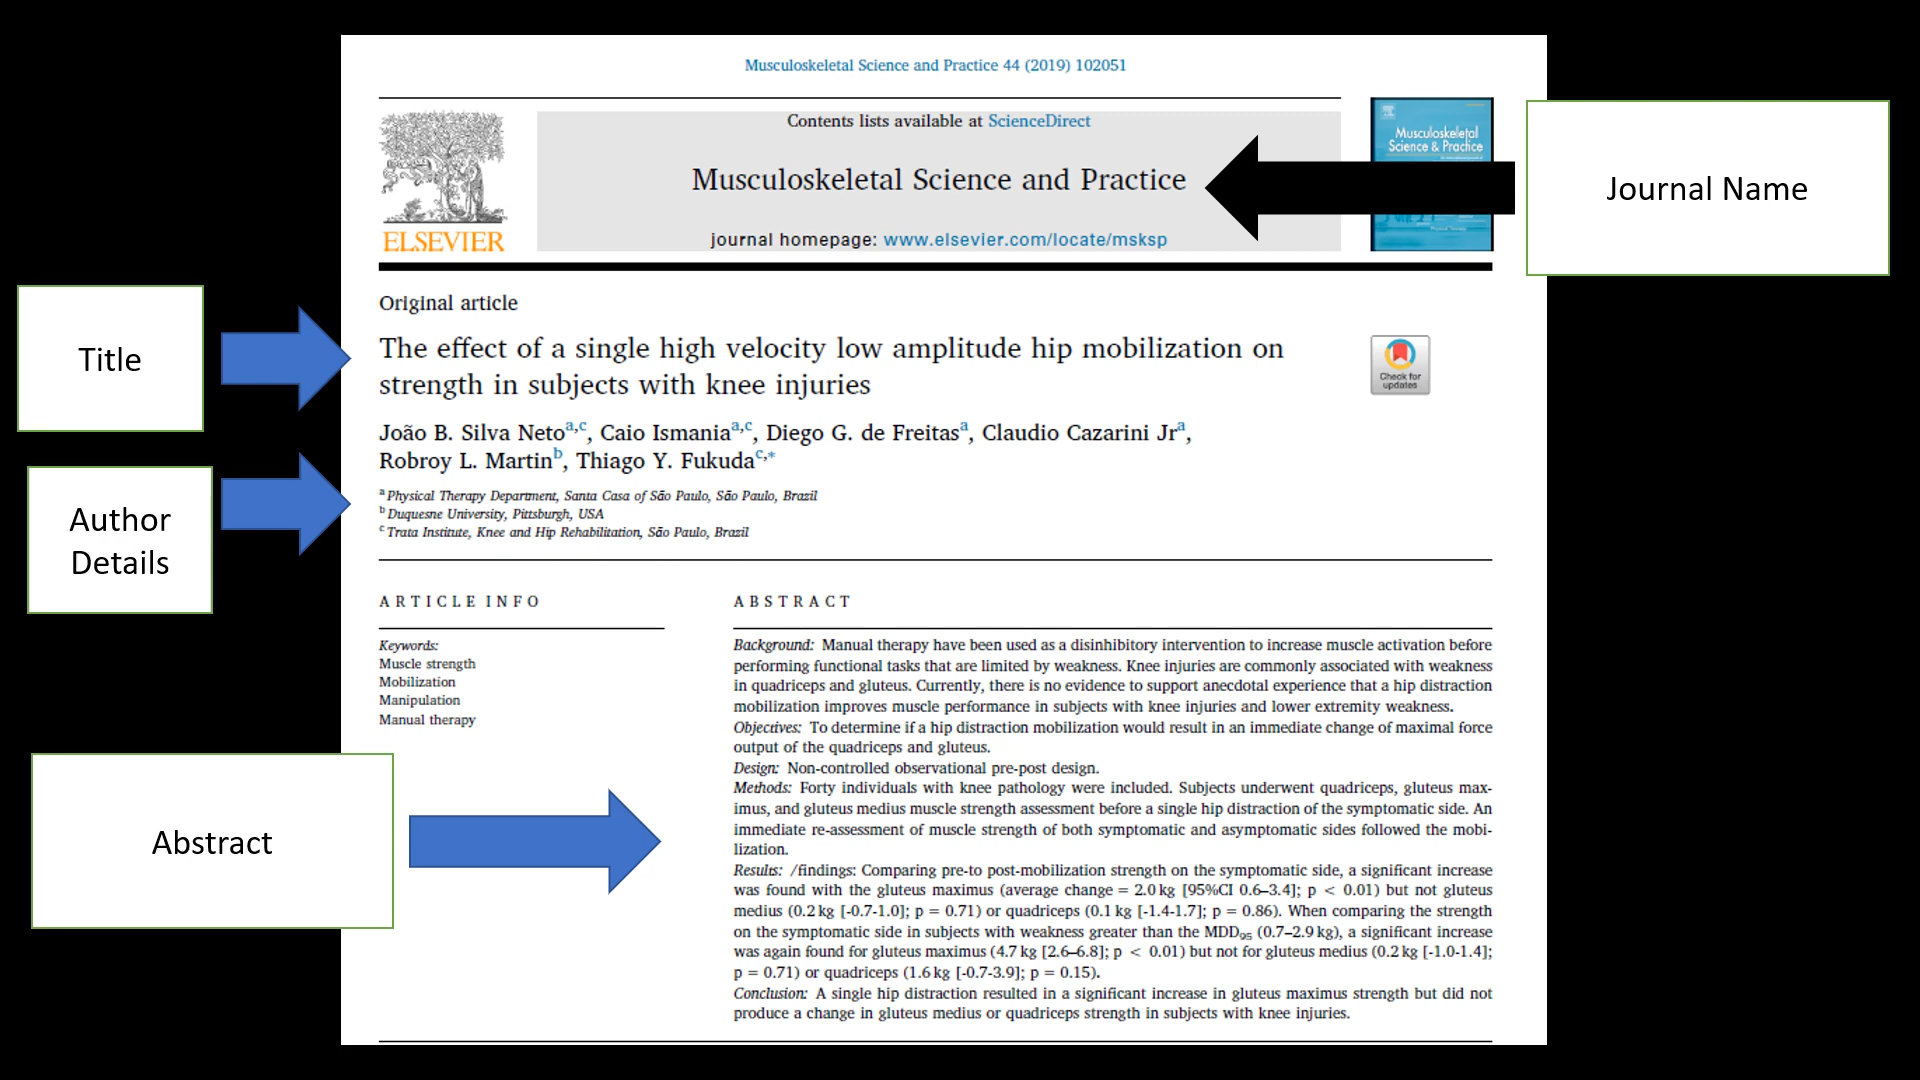 Musculoskeletal Science and Practice 44 (2019) 102051
Contents lists available at ScienceDirect
Musculoskeletal Science and Practice
journal homepage: www.elsevier.com/locate/msksp
ELSEVIER
Musculoskeletal
Science & Practice
Journal Name
Title
Original article
The effect of a single high velocity low amplitude hip mobilization on
strength in subjects with knee injuries
Check for
updates
Author
Details
João B. Silva Netoa,c, Caio Ismaniaa,c, Diego G. de Freitasa, Claudio Cazarini Jra,
Robroy L. Martinb, Thiago Y. Fukudac,*
a Physical Therapy Department, Santa Casa of São Paulo, São Paulo, Brazil
b Duquesne University, Pittsburgh, USA
c Trata Institute, Knee and Hip Rehabilitation, São Paulo, Brazil
ARTICLE INFO
Keywords:
Muscle strength
Mobilization
Manipulation
Manual therapy
Abstract
ABSTRACT
Background: Manual therapy have been used as a disinhibitory intervention to increase muscle activation before
performing functional tasks that are limited by weakness. Knee injuries are commonly associated with weakness
in quadriceps and gluteus. Currently, there is no evidence to support anecdotal experience that a hip distraction
mobilization improves muscle performance in subjects with knee injuries and lower extremity weakness.
Objectives: To determine if a hip distraction mobilization would result in an immediate change of maximal force
output of the quadriceps and gluteus.
Design: Non-controlled observational pre-post design.
Methods: Forty individuals with knee pathology were included. Subjects underwent quadriceps, gluteus max-
imus, and gluteus medius muscle strength assessment before a single hip distraction of the symptomatic side. An
immediate re-assessment of muscle strength of both symptomatic and asymptomatic sides followed the mobi-
lization.
Results: /findings: Comparing pre-to post-mobilization strength on the symptomatic side, a significant increase
was found with the gluteus maximus (average change = 2.0 kg [95%CI 0.6–3.4]; p < 0.01) but not gluteus
medius (0.2 kg [-0.7-1.0]; p = 0.71) or quadriceps (0.1 kg [-1.4-1.7]; p = 0.86). When comparing the strength
on the symptomatic side in subjects with weakness greater than the MDD95 (0.7–2.9 kg), a significant increase
was again found for gluteus maximus (4.7 kg [2.6–6.8]; p < 0.01) but not for gluteus medius (0.2 kg [-1.0-1.4];
p = 0.71) or quadriceps (1.6 kg [-0.7-3.9]; p = 0.15).
Conclusion: A single hip distraction resulted in a significant increase in gluteus maximus strength but did not
produce a change in gluteus medius or quadriceps strength in subjects with knee injuries.